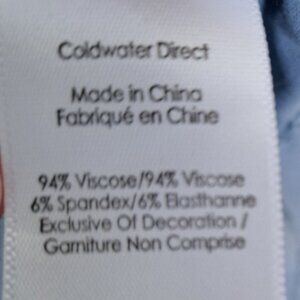 Coldwater Direct
Made in China
Fabriqué en Chine
94% Viscose/94% Viscose
6% Spandex/6% Elasthanne
Exclusive Of Decoration /
Garniture Non Comprise